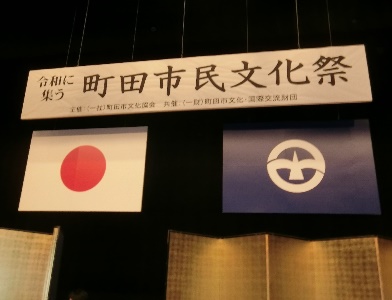 令和に
集う
町田市民文化祭
主催 (一社)町田市文化協会 共催 (一財)町田市文化・国際交流財団